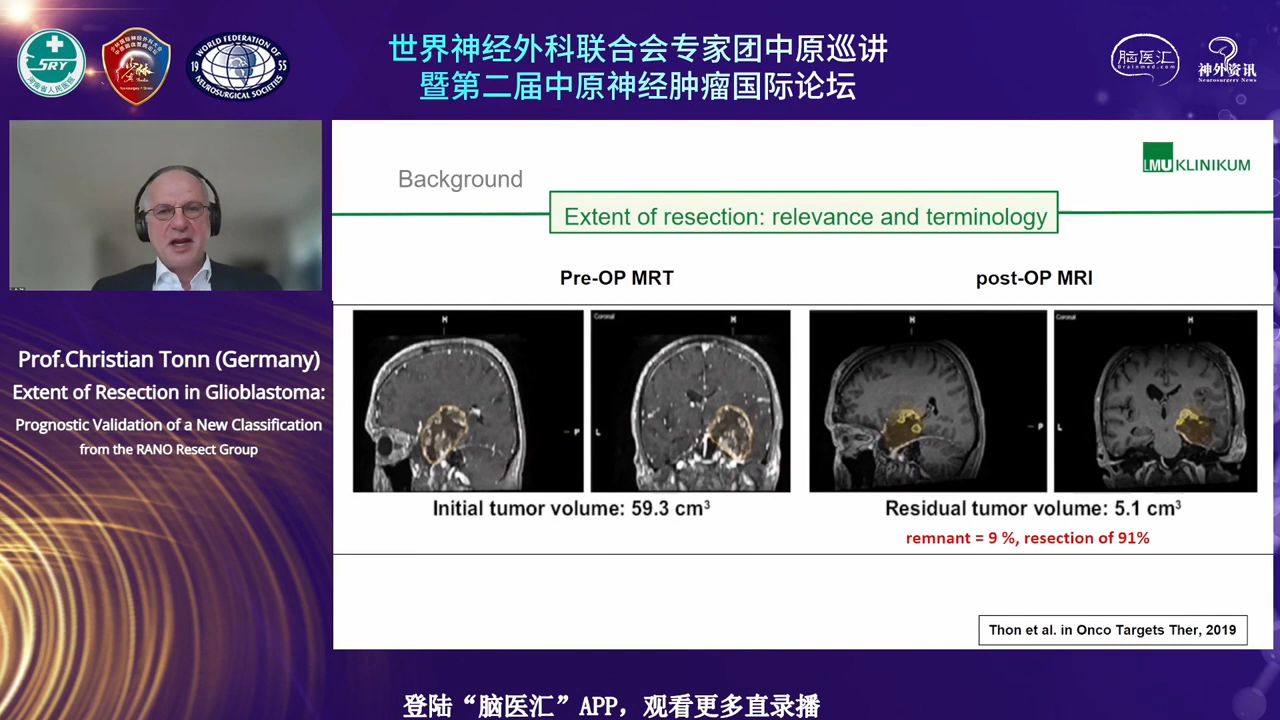 世界神经外科联合会专家团中原巡讲
暨第二届中原神经肿瘤国际论坛
SRY
WORLD FEDERATION OF
NEUROSURGICAL SOCIETIES
19 55
脑医汇
Brainmed.com
神外资讯
Neurosurgery News
Prof.Christian Tonn (Germany)
Extent of Resection in Glioblastoma:
Prognostic Validation of a New Classification
from the RANO Resect Group
LMU KLINIKUM
Background
Extent of resection: relevance and terminology
Pre-OP MRT
post-OP MRI
H
Coronal
H
H
Coronal
H
P
L
P
L
Initial tumor volume: 59.3 cm³
Residual tumor volume: 5.1 cm³
remnant = 9 %, resection of 91%
Thon et al. in Onco Targets Ther, 2019
登陆“脑医汇”APP，观看更多直录播